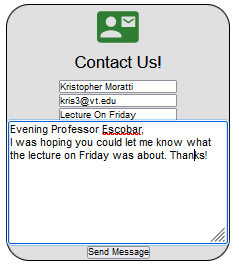 Contact Us!
Kristopher Moratti
kris3@vt.edu
Lecture On Friday
Evening Professor Escobar,
I was hoping you could let me know what
the lecture on Friday was about. Thanks!
Send Message